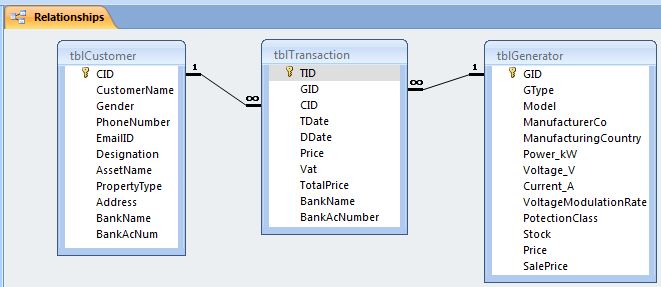 Relationships
tblCustomer
CID
CustomerName
Gender
PhoneNumber
EmailID
Designation
AssetName
PropertyType
Address
BankName
BankAcNum
1
∞
tblTransaction
TID
GID
CID
TDate
DDate
Price
Vat
TotalPrice
BankName
BankAcNumber
∞
1
tblGenerator
GID
GType
Model
ManufacturerCo
ManufacturingCountry
Power_kW
Voltage_V
Current_A
VoltageModulationRate
PotectionClass
Stock
Price
SalePrice